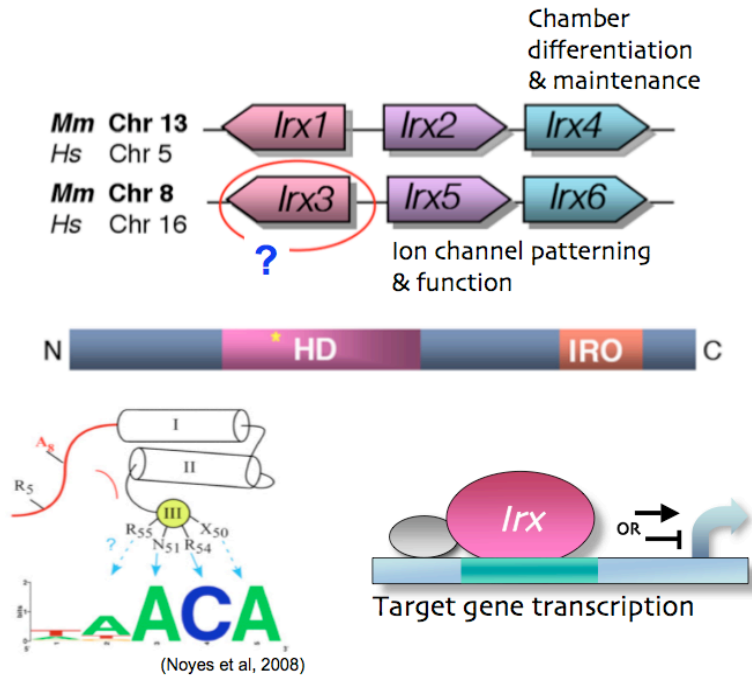 Chamber
differentiation
& maintenance
Mm Chr 13
Hs Chr 5
Irx1
Irx2
Irx4
Mm Chr 8
Hs Chr 16
Irx3
Irx5
Irx6
?
Ion channel patterning
& function
N
HD
IRO
C
I
A8
II
R5
III
R55
X50
?
N51
R54
AACA
Irx
OR
Target gene transcription
(Noyes et al, 2008)